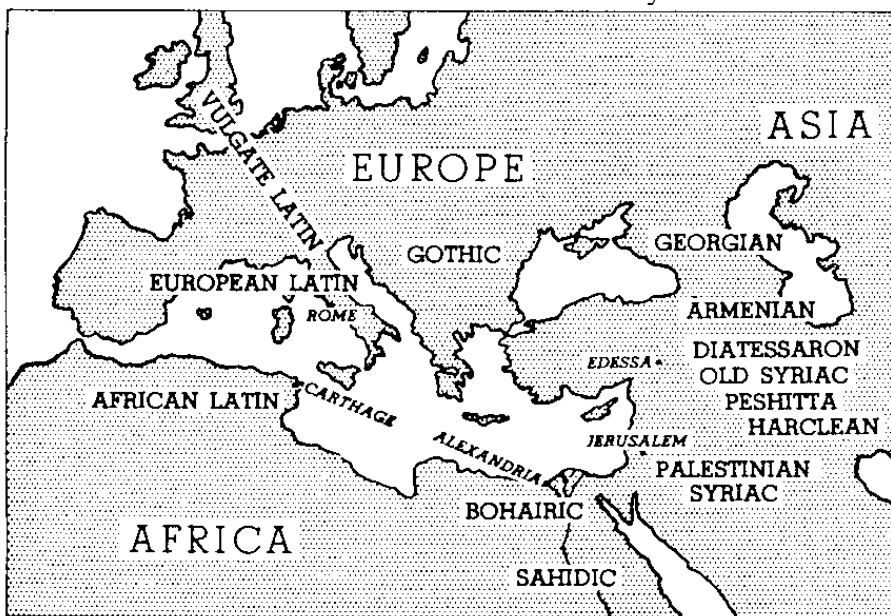 ASIA
EUROPE
VULGATE LATIN
GOTHIC
GEORGIAN
EUROPEAN LATIN
ROME
ARMENIAN
EDESSA
DIATESSARON
OLD SYRIAC
PESHITTA
HARCLEAN
AFRICAN LATIN
CARTHAGE
ALEXANDRIA
JERUSALEM
PALESTINIAN
SYRIAC
BOHAIRIC
AFRICA
SAHIDIC